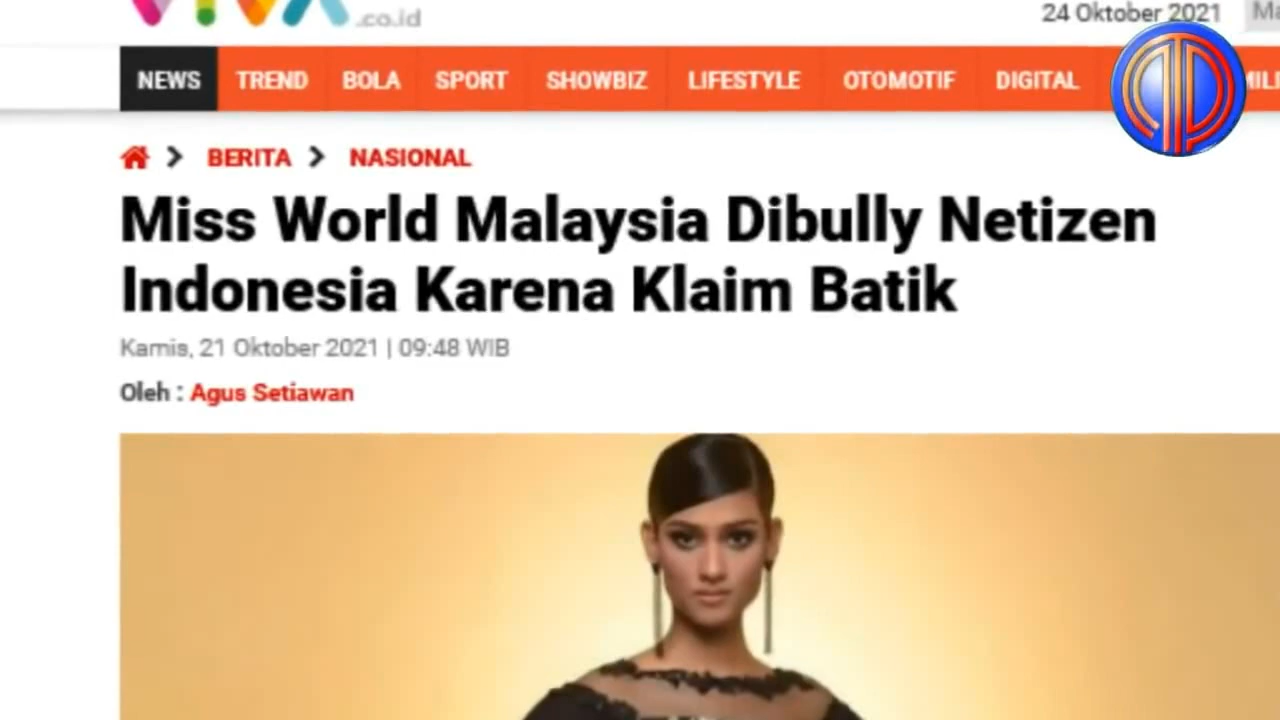 VIVA.co.id
24 Oktober 2021
NEWS TREND BOLA SPORT SHOWBIZ LIFESTYLE OTOMOTIF DIGITAL
BERITA NASIONAL
Miss World Malaysia Dibully Netizen
Indonesia Karena Klaim Batik
Kamis, 21 Oktober 2021 | 09:48 WIB
Oleh : Agus Setiawan